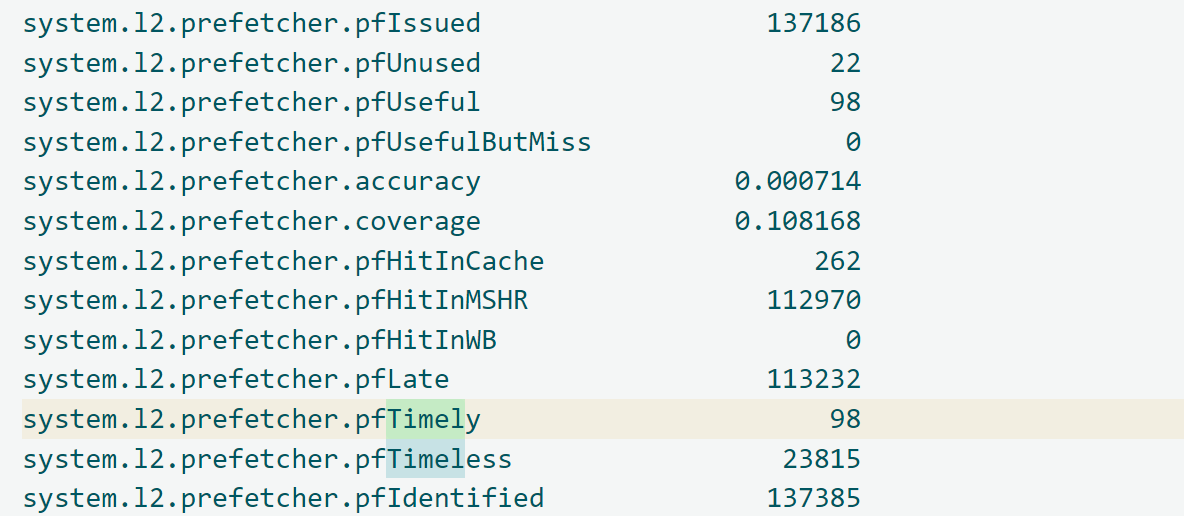 system.l2.prefetcher.pfIssued 137186
system.l2.prefetcher.pfUnused 22
system.l2.prefetcher.pfUseful 98
system.l2.prefetcher.pfUsefulButMiss 0
system.l2.prefetcher.accuracy 0.000714
system.l2.prefetcher.coverage 0.108168
system.l2.prefetcher.pfHitInCache 262
system.l2.prefetcher.pfHitInMSHR 112970
system.l2.prefetcher.pfHitInWB 0
system.l2.prefetcher.pfLate 113232
system.l2.prefetcher.pfTimely 98
system.l2.prefetcher.pfTimeless 23815
system.l2.prefetcher.pfIdentified 137385